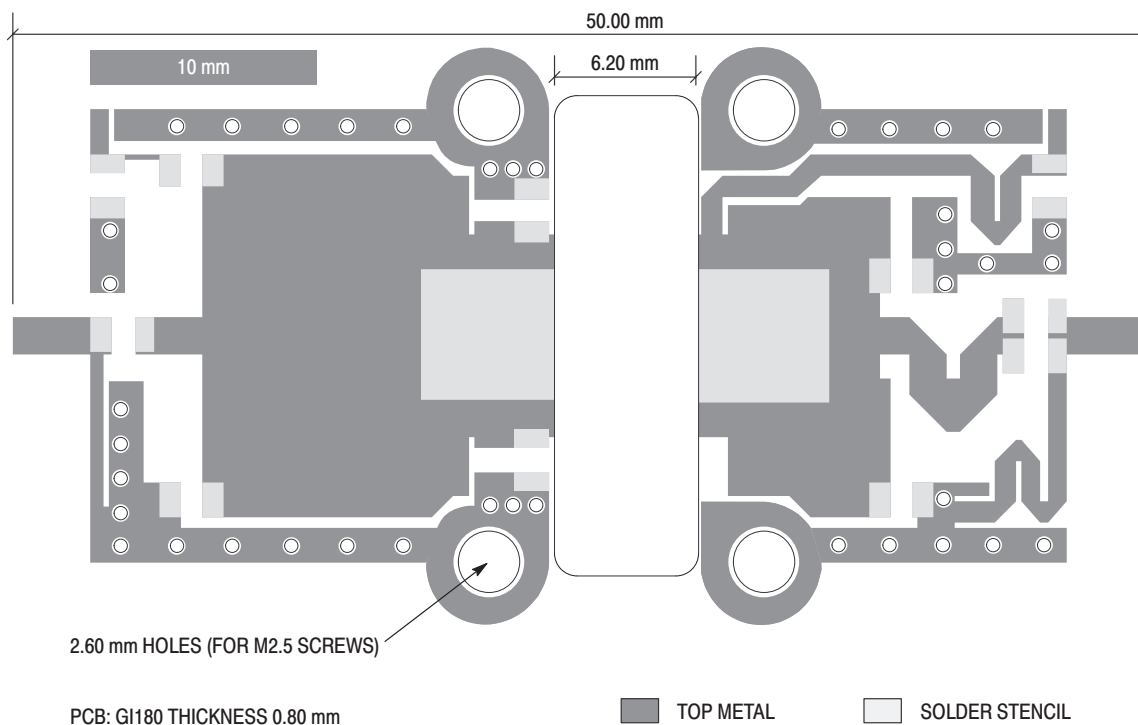 50.00 mm
10 mm
6.20 mm
2.60 mm HOLES (FOR M2.5 SCREWS)
PCB: GI180 THICKNESS 0.80 mm
TOP METAL
SOLDER STENCIL